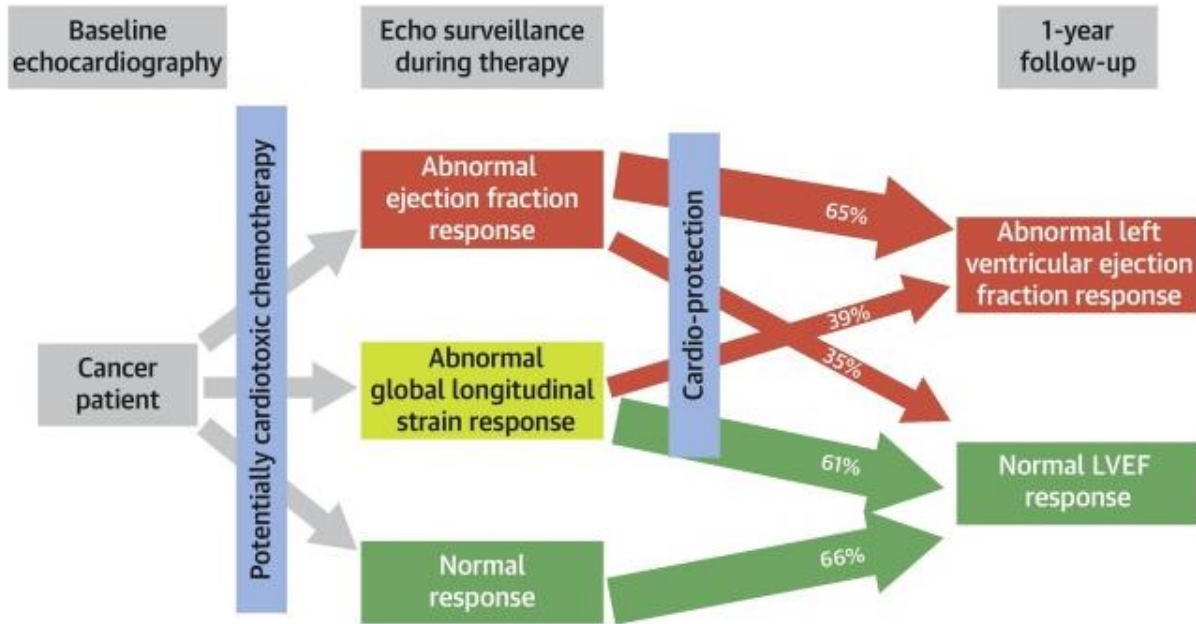 Baseline
echocardiography
Echo surveillance
during therapy
1-year
follow-up
Potentially cardiotoxic chemotherapy
Cardio-protection
Cancer
patient
Abnormal
ejection fraction
response
Abnormal
global longitudinal
strain response
Normal
response
65%
39%
35%
61%
66%
Abnormal left
ventricular ejection
fraction response
Normal LVEF
response